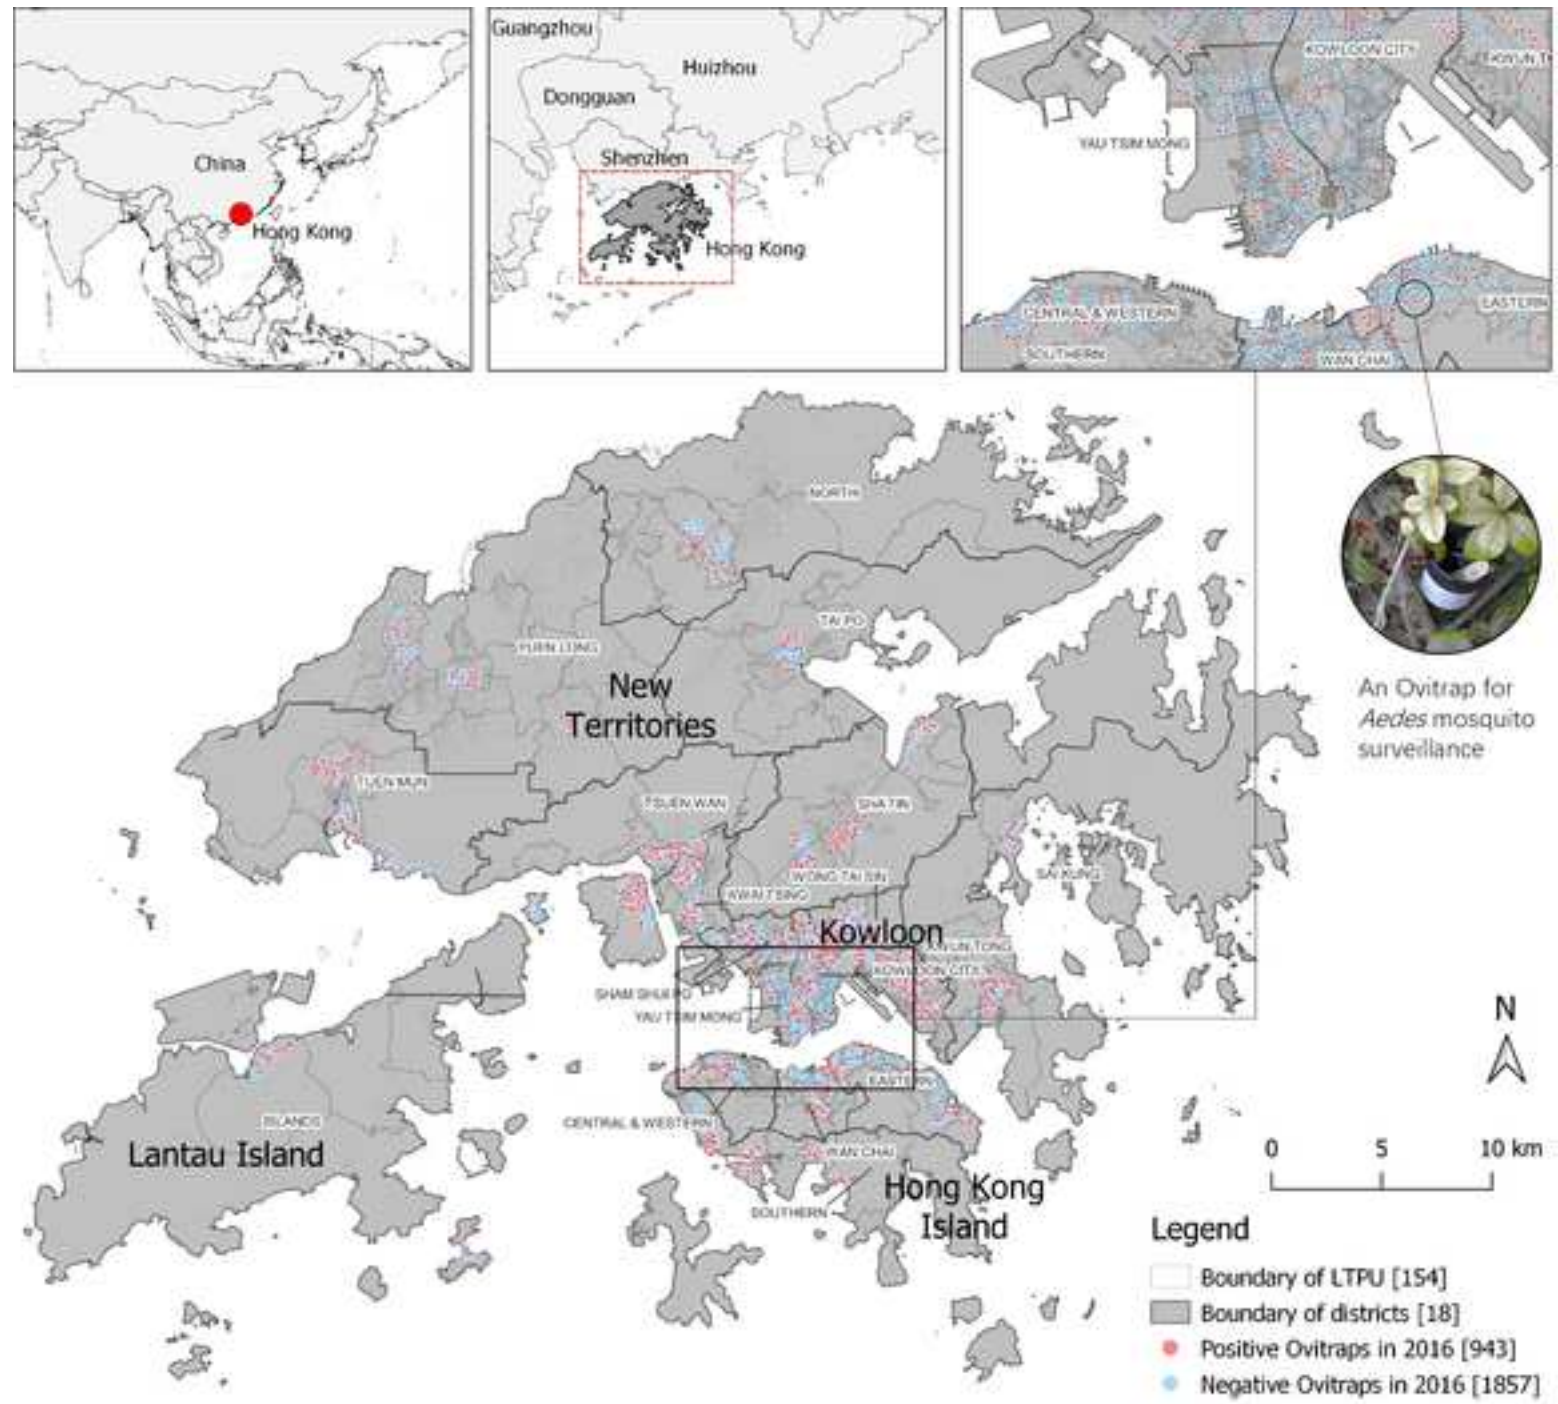 China
Hong Kong
Guangzhou
Huizhou
Dongguan
Shenzhen
Hong Kong
KOWLOON CITY
YAU TSIM MONG
CENTRAL & WESTERN
SOUTHERN
WAN CHAI
EASTERN
NORTH
TAI PO
YUEN LONG
New
Territories
An Ovitrap for
Aedes mosquito
surveillance
TUEN MUN
TSUEN WAN
SHA TIN
WONG TAI SIN
SAI KUNG
KWAI TSING
Kowloon
KWUN TONG
KOWLOON CITY
SHAM SHUI PO
YAU TSIM MONG
EASTERN
ISLANDS
CENTRAL & WESTERN
Lantau Island
WAN CHAI
Hong Kong
Island
SOUTHERN
N
0 5 10 km
Legend
Boundary of LTPU [154]
Boundary of districts [18]
Positive Ovitraps in 2016 [943]
Negative Ovitraps in 2016 [1857]